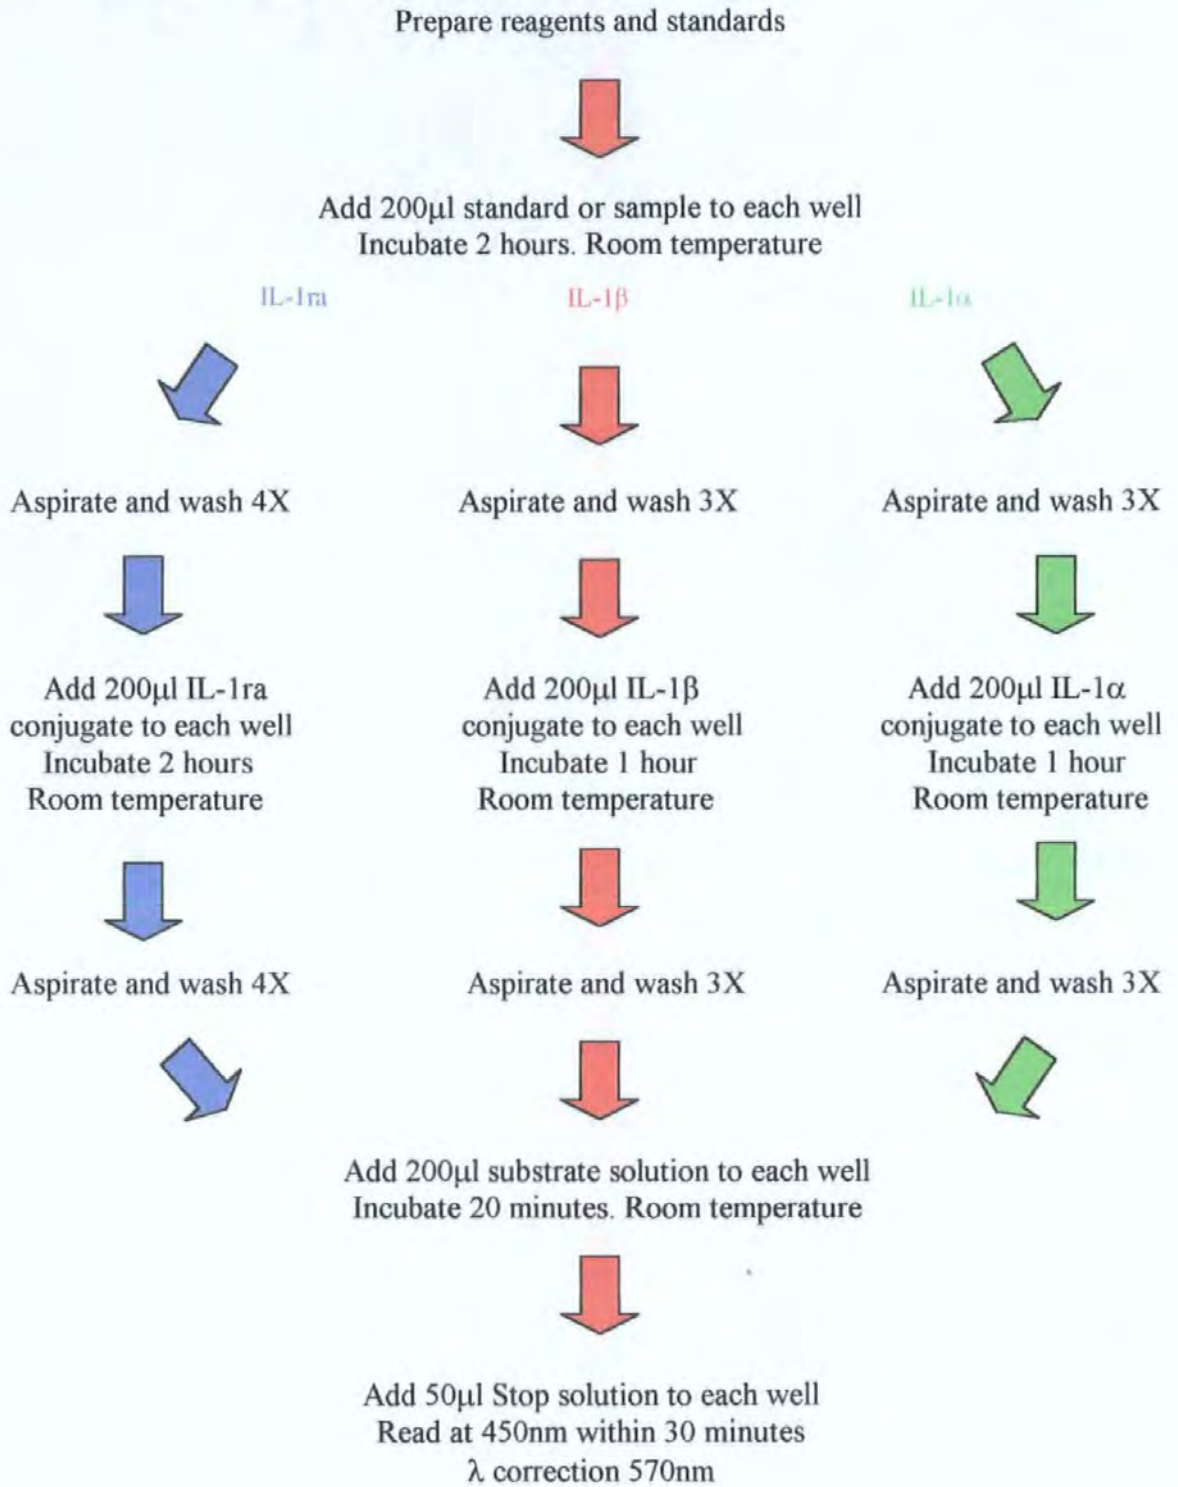 Prepare reagents and standards
Add 200µl standard or sample to each well
Incubate 2 hours. Room temperature
IL-1ra
IL-1β
IL-1α
Aspirate and wash 4X
Aspirate and wash 3X
Aspirate and wash 3X
Add 200µl IL-1ra
conjugate to each well
Incubate 2 hours
Room temperature
Add 200µl IL-1β
conjugate to each well
Incubate 1 hour
Room temperature
Add 200µl IL-1α
conjugate to each well
Incubate 1 hour
Room temperature
Aspirate and wash 4X
Aspirate and wash 3X
Aspirate and wash 3X
Add 200µl substrate solution to each well
Incubate 20 minutes. Room temperature
Add 50µl Stop solution to each well
Read at 450nm within 30 minutes
λ correction 570nm